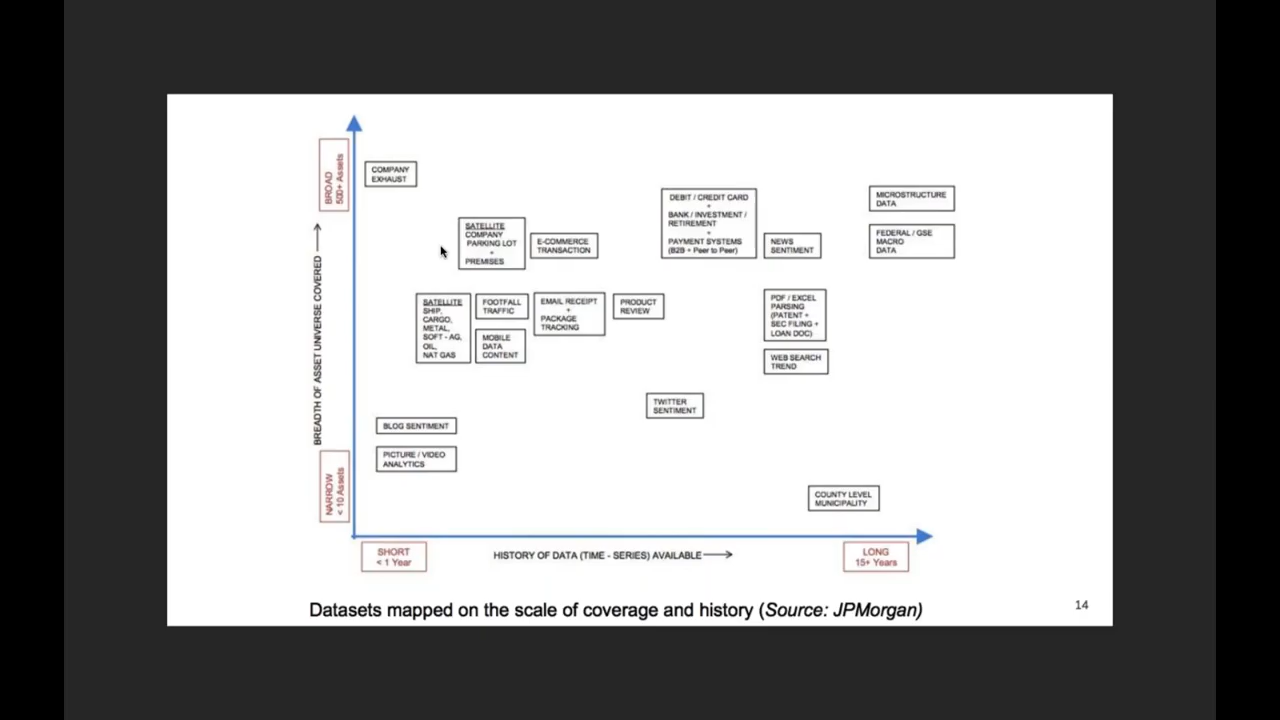 BROAD
500+ Assets
BREADTH OF ASSET UNIVERSE COVERED
NARROW
< 10 Assets
COMPANY
EXHAUST
SATELLITE
COMPANY
PARKING LOT
+
PREMISES
E-COMMERCE
TRANSACTION
DEBIT / CREDIT CARD
+
BANK / INVESTMENT /
RETIREMENT
+
PAYMENT SYSTEMS
(B2B + Peer to Peer)
NEWS
SENTIMENT
MICROSTRUCTURE
DATA
FEDERAL / GSE
MACRO
DATA
SATELLITE
SHIP,
CARGO,
METAL,
SOFT - AG,
OIL,
NAT GAS
FOOTFALL
TRAFFIC
MOBILE
DATA
CONTENT
EMAIL RECEIPT
+
PACKAGE
TRACKING
PRODUCT
REVIEW
PDF / EXCEL
PARSING
(PATENT +
SEC FILING +
LOAN DOC)
WEB SEARCH
TREND
TWITTER
SENTIMENT
BLOG SENTIMENT
PICTURE / VIDEO
ANALYTICS
COUNTY LEVEL
MUNICIPALITY
SHORT
< 1 Year
HISTORY OF DATA (TIME - SERIES) AVAILABLE
LONG
15+ Years
Datasets mapped on the scale of coverage and history (Source: JPMorgan)
14